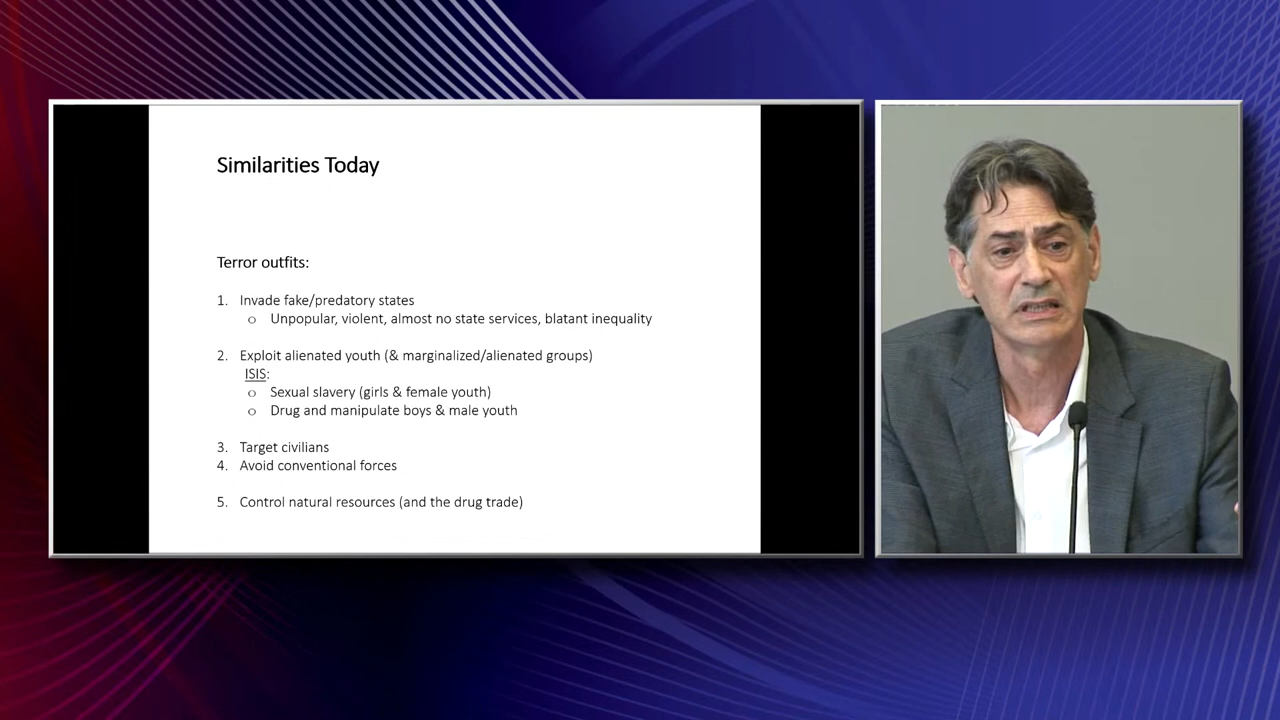 Similarities Today
Terror outfits:
1. Invade fake/predatory states
o Unpopular, violent, almost no state services, blatant inequality
2. Exploit alienated youth (& marginalized/alienated groups)
ISIS:
o Sexual slavery (girls & female youth)
o Drug and manipulate boys & male youth
3. Target civilians
4. Avoid conventional forces
5. Control natural resources (and the drug trade)